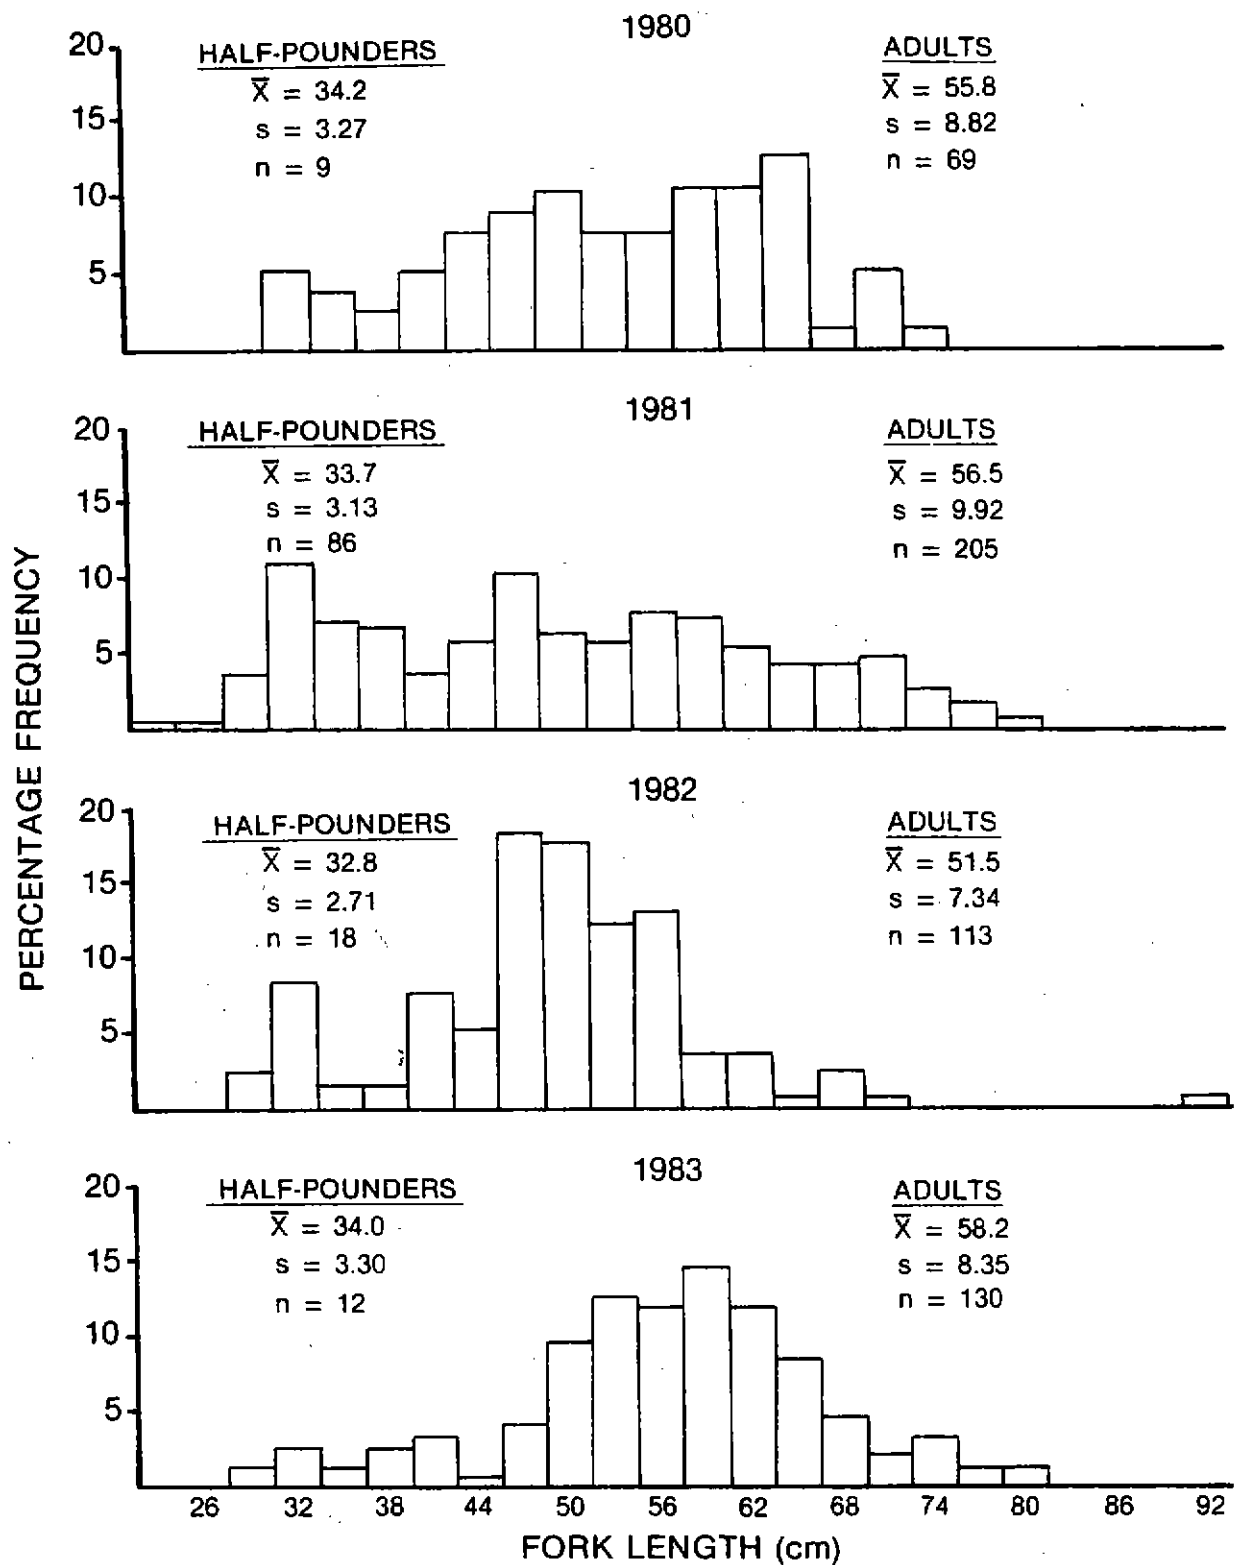 1980
HALF-POUNDERS
X̄ = 34.2
s = 3.27
n = 9
ADULTS
X̄ = 55.8
s = 8.82
n = 69
20
15
10
5
1981
HALF-POUNDERS
X̄ = 33.7
s = 3.13
n = 86
ADULTS
X̄ = 56.5
s = 9.92
n = 205
20
15
10
5
PERCENTAGE FREQUENCY
1982
HALF-POUNDERS
X̄ = 32.8
s = 2.71
n = 18
ADULTS
X̄ = 51.5
s = 7.34
n = 113
20
15
10
5
1983
HALF-POUNDERS
X̄ = 34.0
s = 3.30
n = 12
ADULTS
X̄ = 58.2
s = 8.35
n = 130
20
15
10
5
26 32 38 44 50 56 62 68 74 80 86 92
FORK LENGTH (cm)